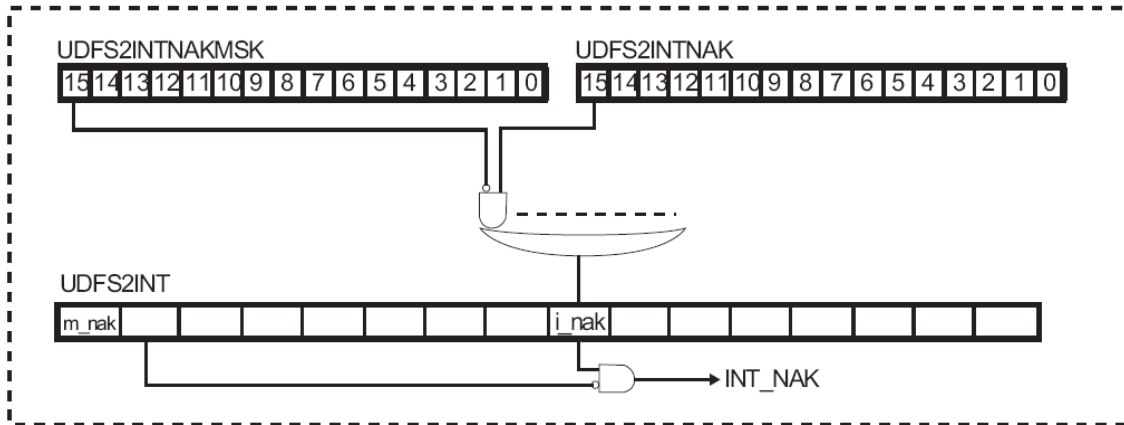 UDFS2INTNAKMSK UDFS2INTNAK
15 14 13 12 11 10 9 8 7 6 5 4 3 2 1 0 15 14 13 12 11 10 9 8 7 6 5 4 3 2 1 0
UDFS2INT
m_nak i_nak
INT_NAK